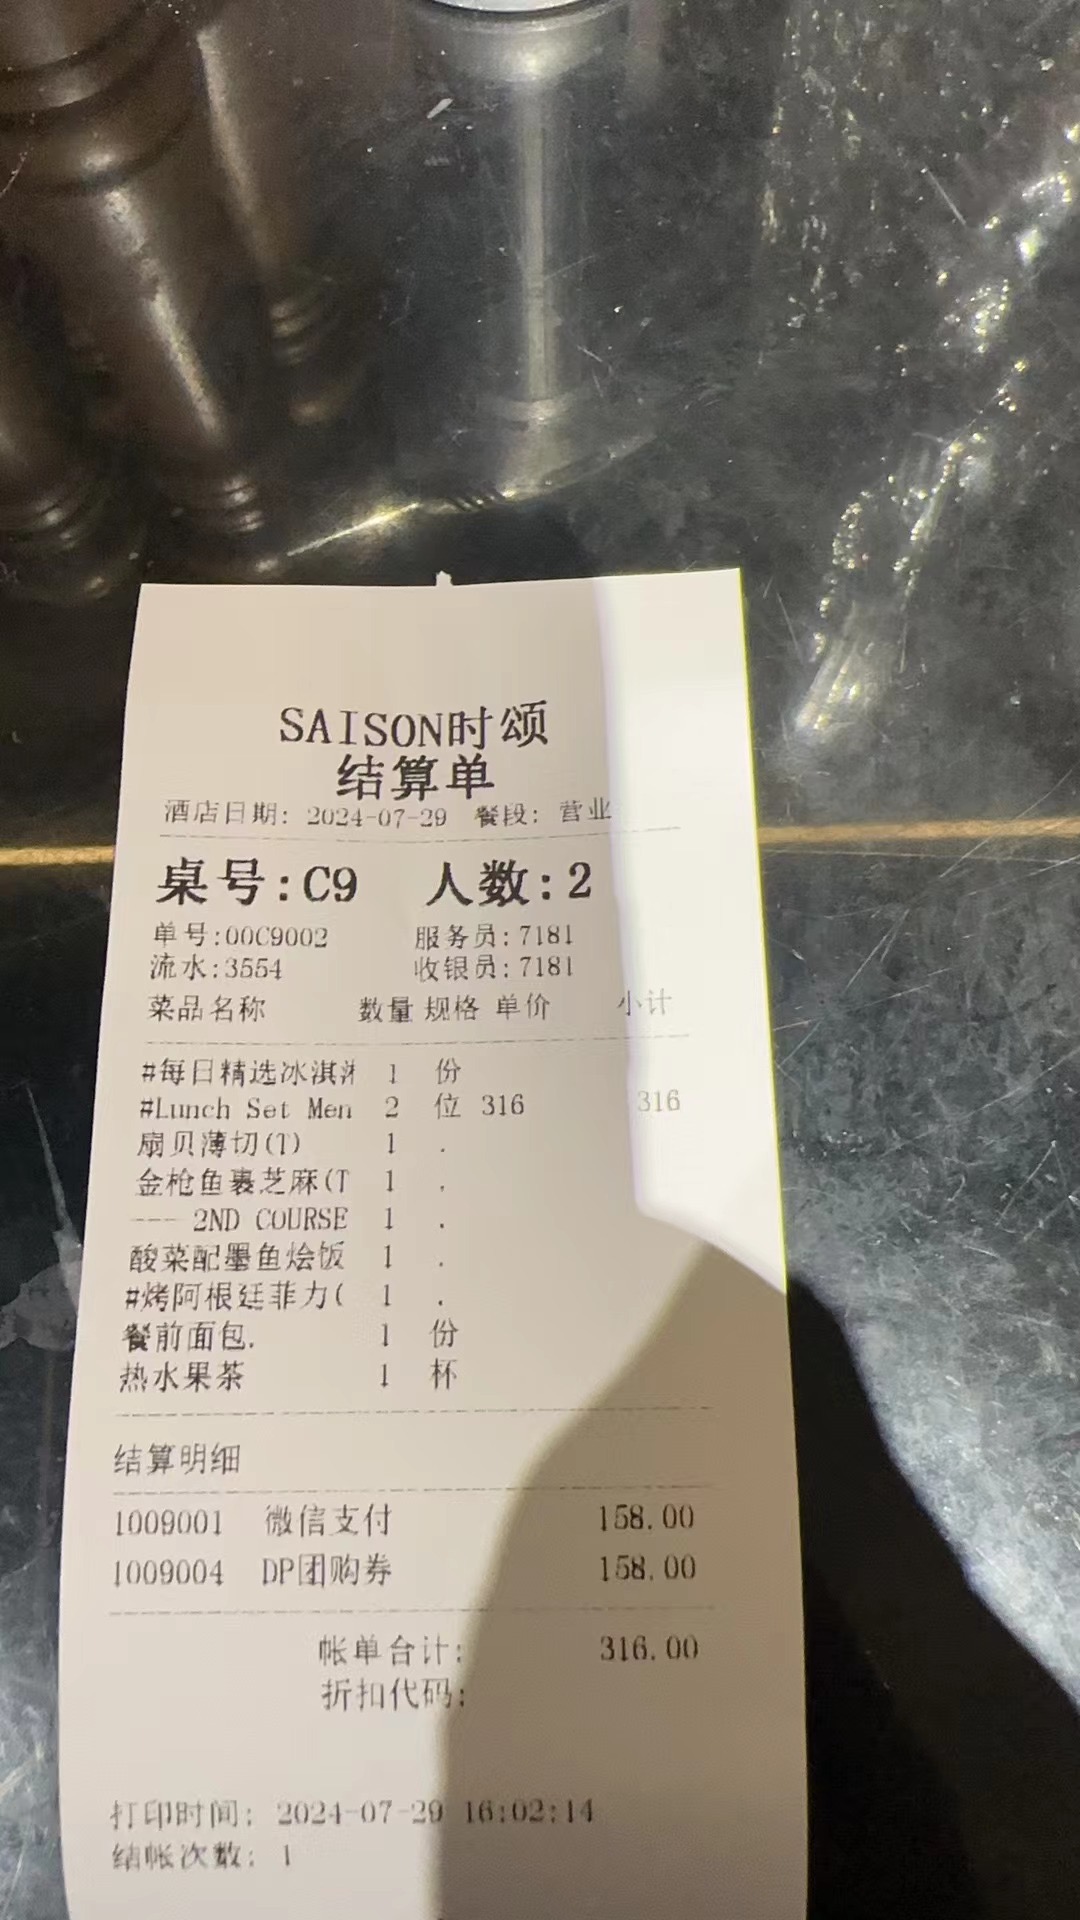 SAISON时颂
结算单
酒店日期: 2024-07-29 餐段: 营业
桌号:C9 人数:2
单号:00C9002 服务员:7181
流水:3554 收银员:7181
菜品名称 数量 规格 单价 小计
#每日精选冰淇 1 份
#Lunch Set Men 2 位 316 316
扇贝薄切(T) 1 .
金枪鱼裹芝麻(T 1 .
--- 2ND COURSE 1 .
酸菜配墨鱼烩饭 1 .
#烤阿根廷菲力( 1 .
餐前面包. 1 份
热水果茶 1 杯
结算明细
1009001 微信支付 158.00
1009004 DP团购券 158.00
帐单合计: 316.00
折扣代码:
打印时间: 2024-07-29 16:02:14
结帐次数: 1